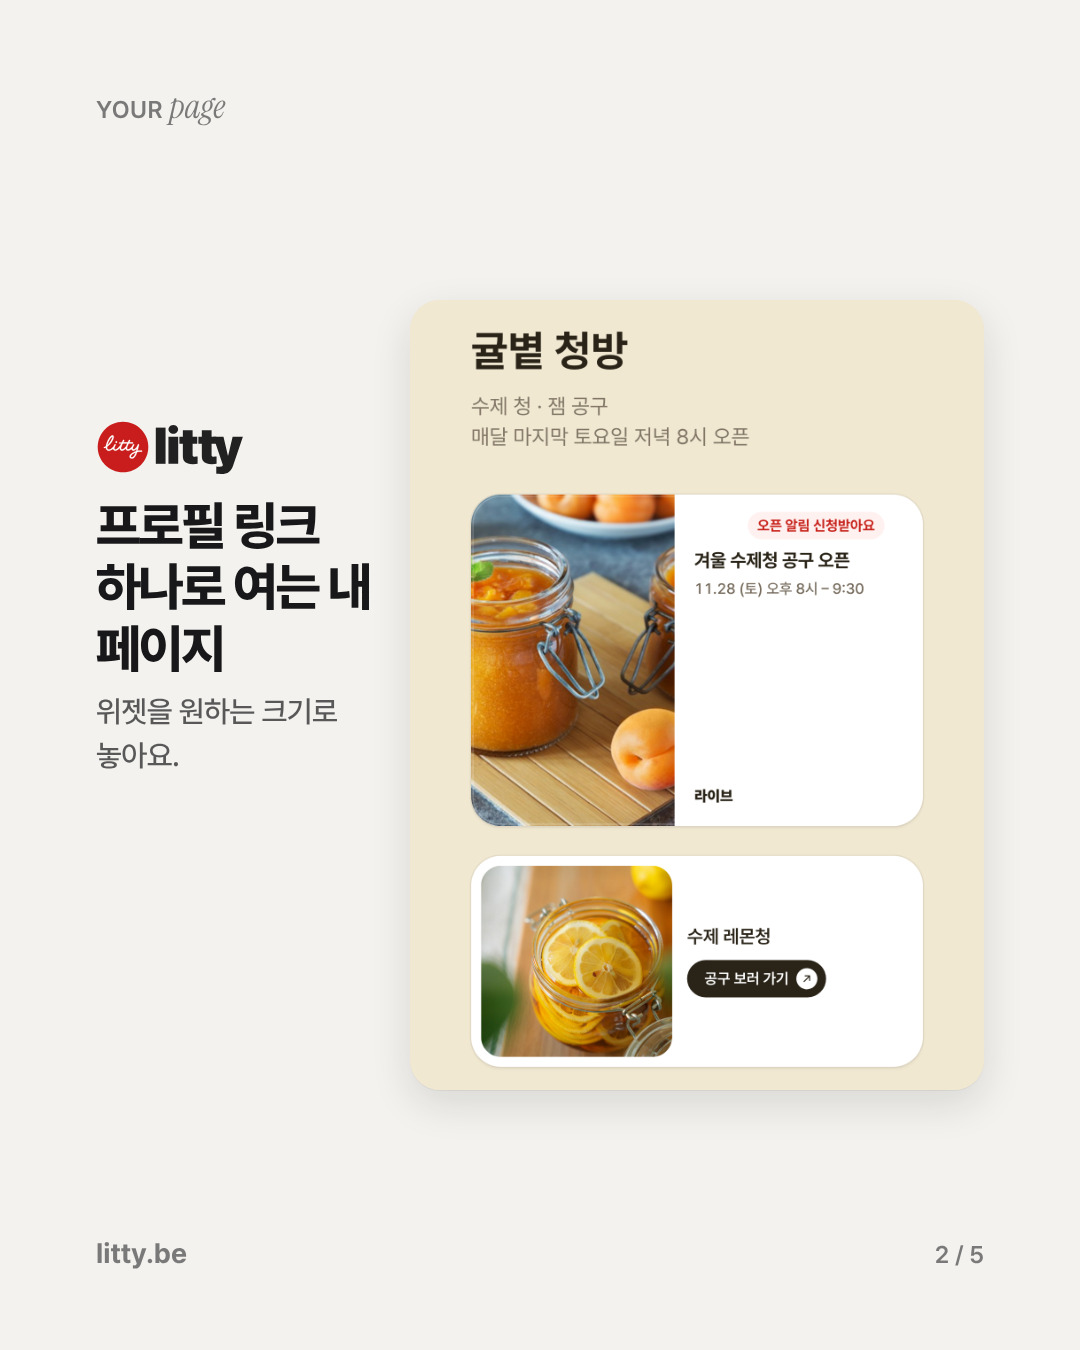 YOUR page
litty litty
프로필 링크
하나로 여는 내
페이지
위젯을 원하는 크기로
놓아요.
귤볕 청방
수제 청 · 잼 공구
매달 마지막 토요일 저녁 8시 오픈
오픈 알림 신청받아요
겨울 수제청 공구 오픈
11.28 (토) 오후 8시 – 9:30
라이브
수제 레몬청
공구 보러 가기
litty.be
2 / 5